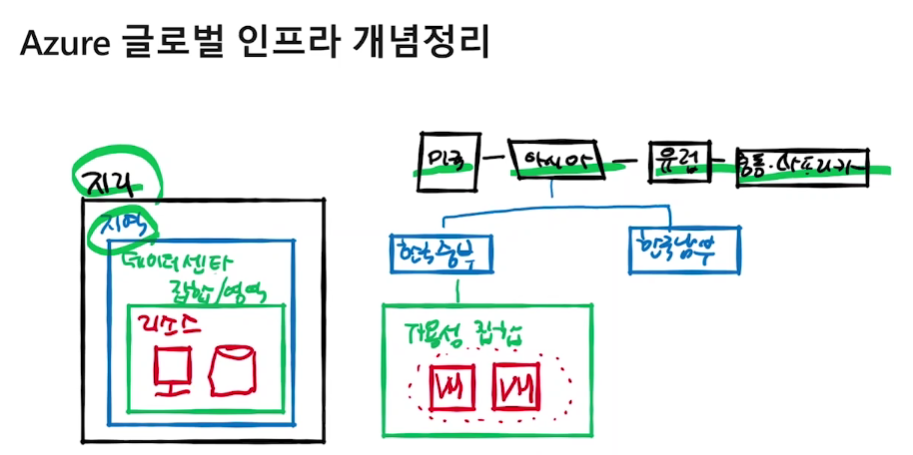 Azure 글로벌 인프라 개념정리
지리
지역
데이터센타
집합/영역
리소스
미국
아시아
유럽
중동·아프리카
한국중부
한국남부
가용성 집합
VM
VM